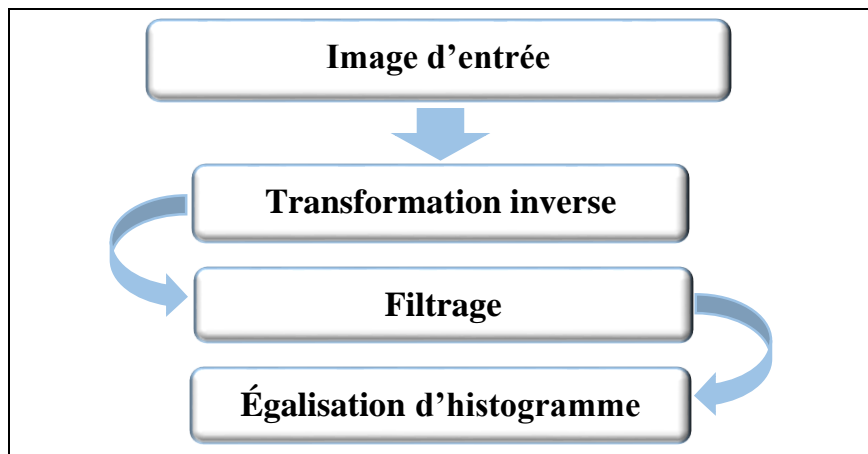 Image d’entrée
Transformation inverse
Filtrage
Égalisation d’histogramme